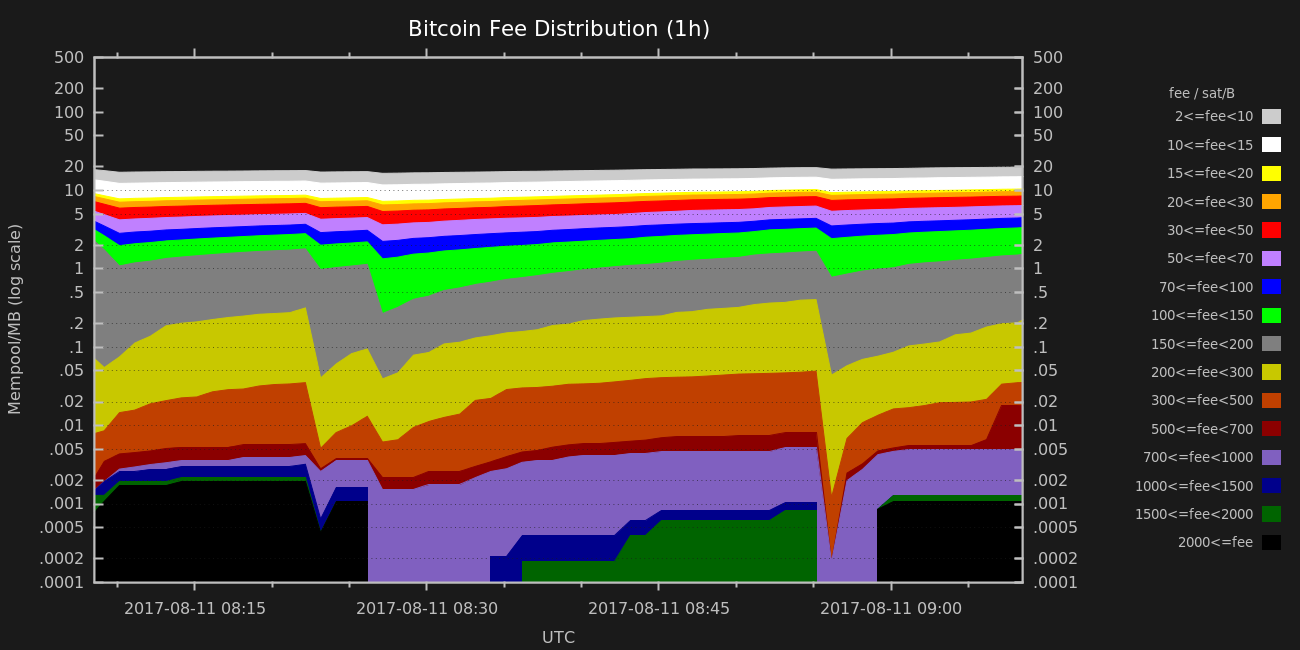 Bitcoin Fee Distribution (1h)
500
200
100
50
20
10
5
2
1
.5
.2
.1
.05
.02
.01
.005
.002
.001
.0005
.0002
.0001
Mempool/MB (log scale)
500
200
100
50
20
10
5
2
1
.5
.2
.1
.05
.02
.01
.005
.002
.001
.0005
.0002
.0001
2017-08-11 08:15
2017-08-11 08:30
2017-08-11 08:45
2017-08-11 09:00
UTC
fee / sat/B
2<=fee<10
10<=fee<15
15<=fee<20
20<=fee<30
30<=fee<50
50<=fee<70
70<=fee<100
100<=fee<150
150<=fee<200
200<=fee<300
300<=fee<500
500<=fee<700
700<=fee<1000
1000<=fee<1500
1500<=fee<2000
2000<=fee